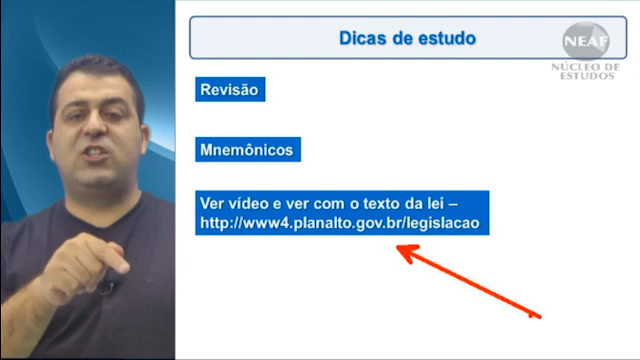 Dicas de estudo
NEAF
NÚCLEO DE
ESTUDOS
Revisão
Mnemônicos
Ver vídeo e ver com o texto da lei –
http://www4.planalto.gov.br/legislacao